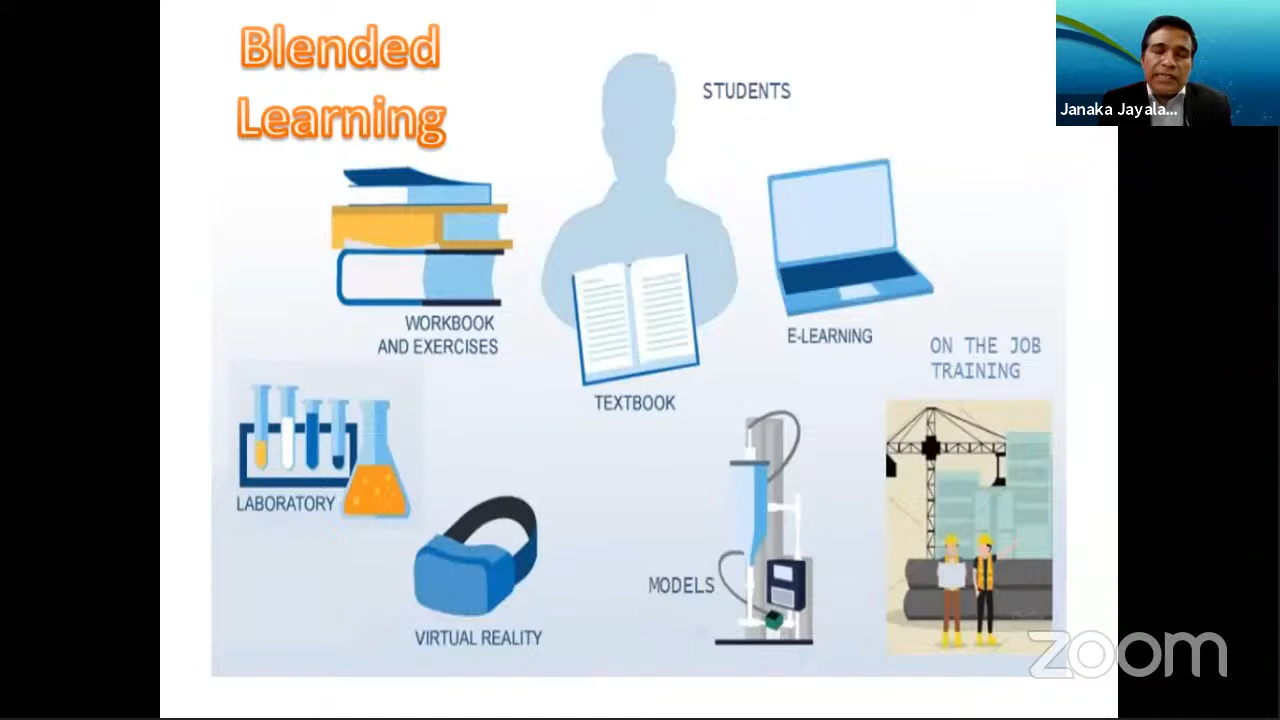 Blended
Learning
STUDENTS
Janaka Jayala...
WORKBOOK
AND EXERCISES
E-LEARNING
ON THE JOB
TRAINING
TEXTBOOK
LABORATORY
MODELS
VIRTUAL REALITY
zoom